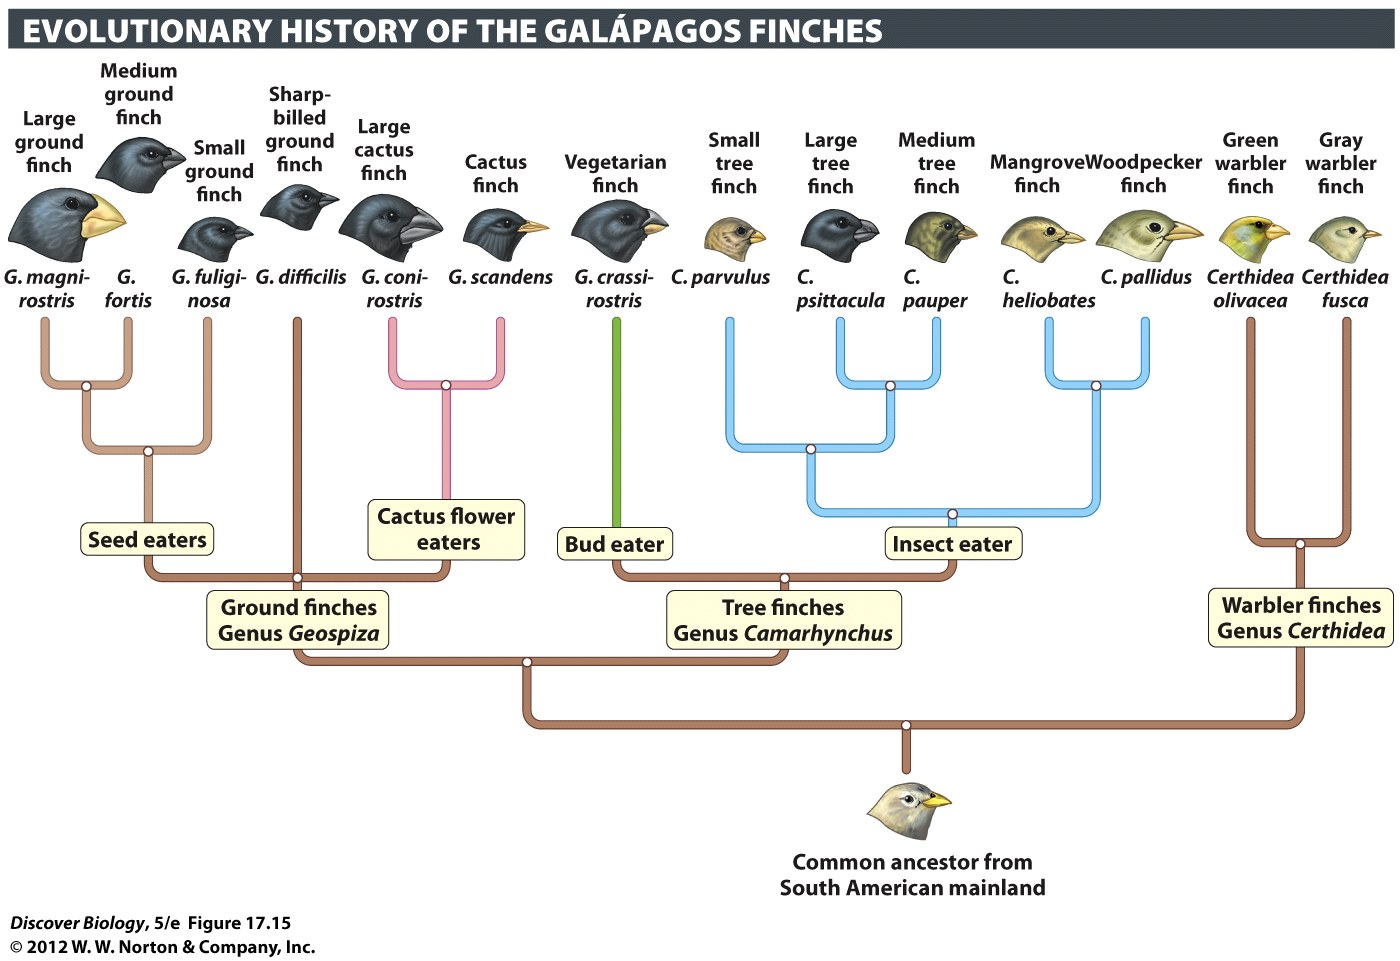 EVOLUTIONARY HISTORY OF THE GALÁPAGOS FINCHES
Large
ground
finch
Medium
ground
finch
Small
ground
finch
Sharp-
billed
ground
finch
Large
cactus
finch
Cactus
finch
Vegetarian
finch
Small
tree
finch
Large
tree
finch
Medium
tree
finch
Mangrove
finch
Woodpecker
finch
Green
warbler
finch
Gray
warbler
finch
G. magni-
rostris
G.
fortis
G. fuligi-
nosa
G. difficilis
G. coni-
rostris
G. scandens
G. crassi-
rostris
C. parvulus
C.
psittacula
C.
pauper
C.
heliobates
C. pallidus
Certhidea
olivacea
Certhidea
fusca
Seed eaters
Cactus flower
eaters
Bud eater
Insect eater
Ground finches
Genus Geospiza
Tree finches
Genus Camarhynchus
Warbler finches
Genus Certhidea
Common ancestor from
South American mainland
Discover Biology, 5/e Figure 17.15
© 2012 W. W. Norton & Company, Inc.